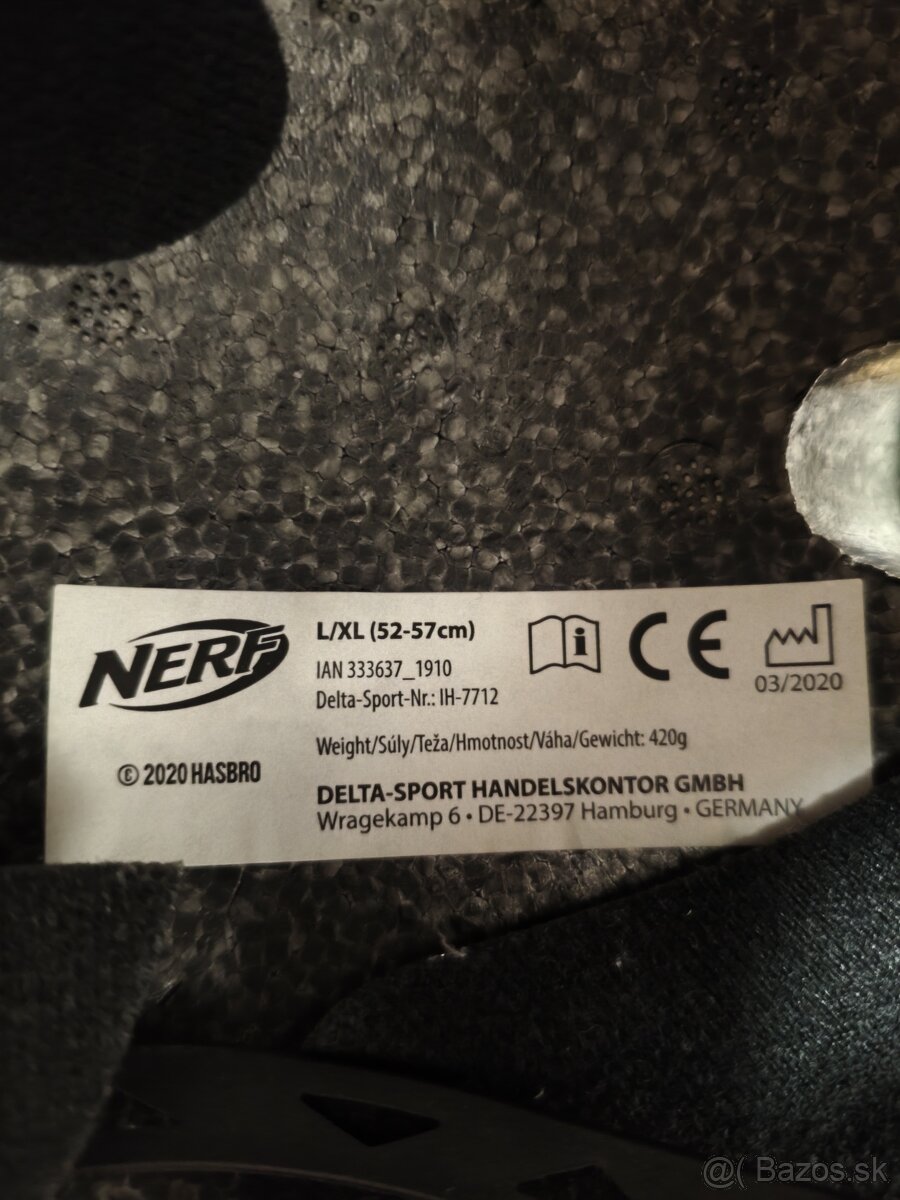 NERF
© 2020 HASBRO
L/XL (52-57cm)
IAN 333637_1910
Delta-Sport-Nr.: IH-7712
i
CE
03/2020
Weight/Súly/Teža/Hmotnost/Váha/Gewicht: 420g
DELTA-SPORT HANDELSKONTOR GMBH
Wragekamp 6 • DE-22397 Hamburg • GERMANY
@( Bazos.sk